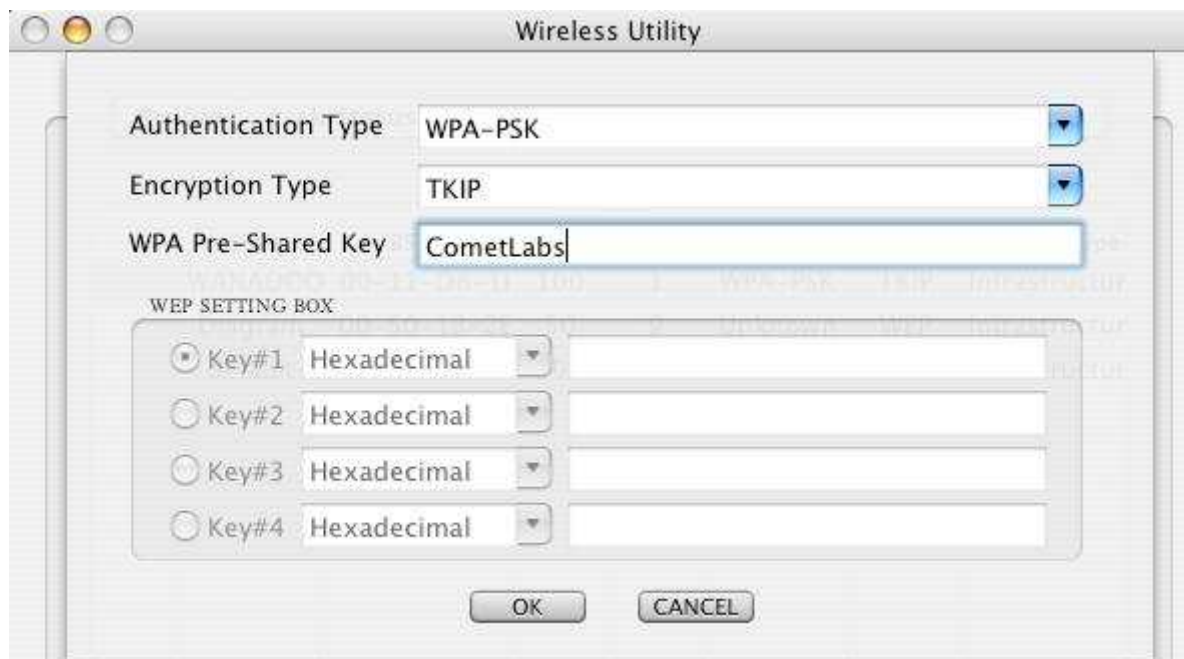 Wireless Utility
Authentication Type WPA-PSK
Encryption Type TKIP
WPA Pre-Shared Key CometLabs
WEP SETTING BOX
Key#1 Hexadecimal
Key#2 Hexadecimal
Key#3 Hexadecimal
Key#4 Hexadecimal
OK CANCEL